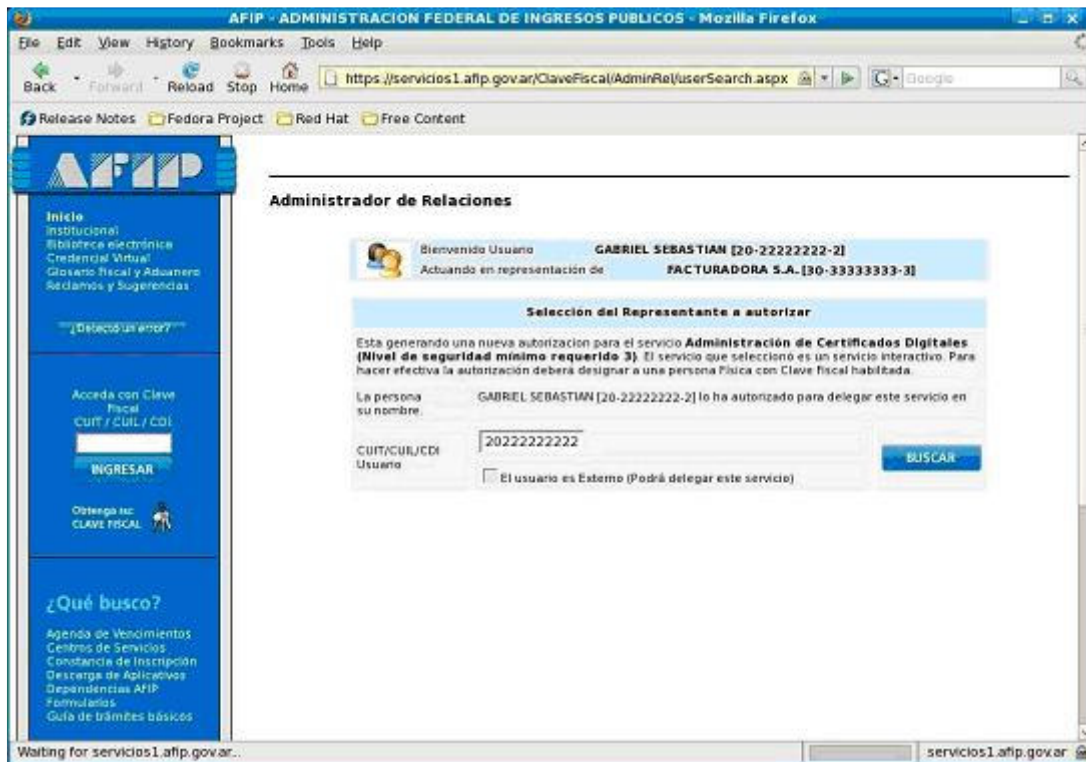 AFIP - ADMINISTRACION FEDERAL DE INGRESOS PUBLICOS - Mozilla Firefox
File Edit View History Bookmarks Tools Help
Back Forward Reload Stop Home https://servicios1.afip.gov.ar/ClaveFiscal/AdminRel/userSearch.aspx Google
Release Notes Fedora Project Red Hat Free Content
AFIP
Inicio
Institucional
Biblioteca electrónica
Credencial Virtual
Glosario Fiscal y Aduanero
Reclamos y Sugerencias
¿Detectó un error?
Acceda con Clave
Fiscal
CUIT / CUIL / CDI
INGRESAR
Obtenga su:
CLAVE FISCAL
¿Qué busco?
Agenda de Vencimientos
Centros de Servicios
Constancia de Inscripción
Descarga de Aplicativos
Dependencias AFIP
Formularios
Guía de trámites básicos
Administrador de Relaciones
Bienvenido Usuario GABRIEL SEBASTIAN [20-22222222-2]
Actuando en representación de FACTURADORA S.A. [30-33333333-3]
Selección del Representante a autorizar
Esta generando una nueva autorizacion para el servicio Administración de Certificados Digitales
(Nivel de seguridad mínimo requerido 3). El servicio que seleccionó es un servicio interactivo. Para
hacer efectiva la autorización deberá designar a una persona Física con Clave fiscal habilitada.
La persona GABRIEL SEBASTIAN [20-22222222-2] lo ha autorizado para delegar este servicio en
su nombre.
CUIT/CUIL/CDI
Usuario
20222222222
El usuario es Externo (Podrá delegar este servicio)
BUSCAR
Waiting for servicios1.afip.gov.ar... servicios1.afip.gov.ar